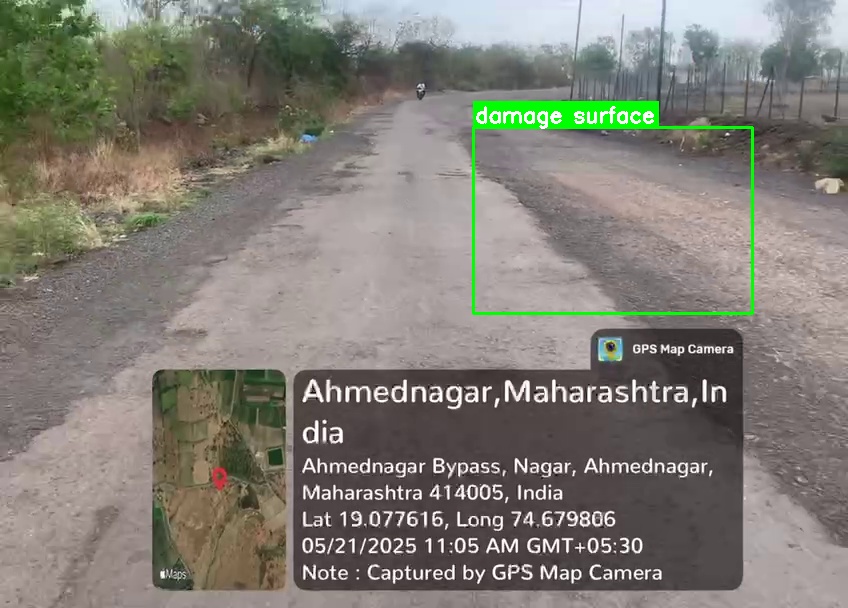 damage surface
GPS Map Camera
Ahmednagar,Maharashtra,In
dia
Ahmednagar Bypass, Nagar, Ahmednagar,
Maharashtra 414005, India
Lat 19.077616, Long 74.679866
05/21/2025 11:05 AM GMT+05:30
Note : Captured by GPS Map Camera
Maps